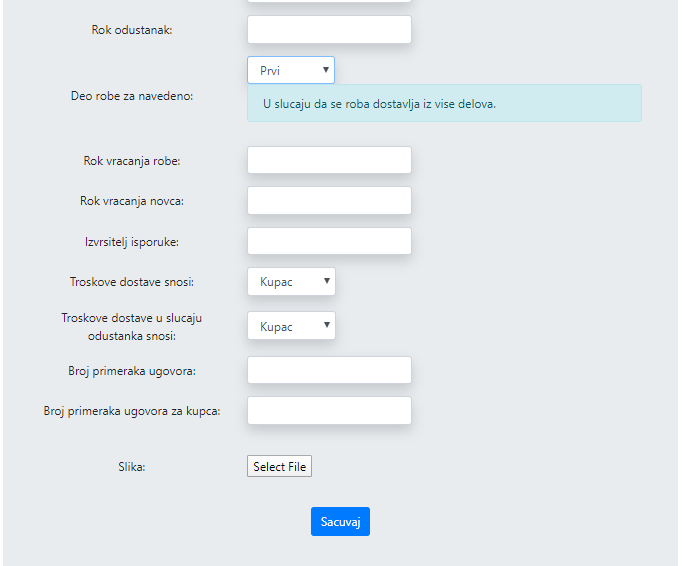 Rok odustanak:
Prvi
Deo robe za navedeno:
U slucaju da se roba dostavlja iz vise delova.
Rok vracanja robe:
Rok vracanja novca:
Izvrsitelj isporuke:
Troskove dostave snosi:
Kupac
Troskove dostave u slucaju
odustanka snosi:
Kupac
Broj primeraka ugovora:
Broj primeraka ugovora za kupca:
Slika:
Select File
Sacuvaj